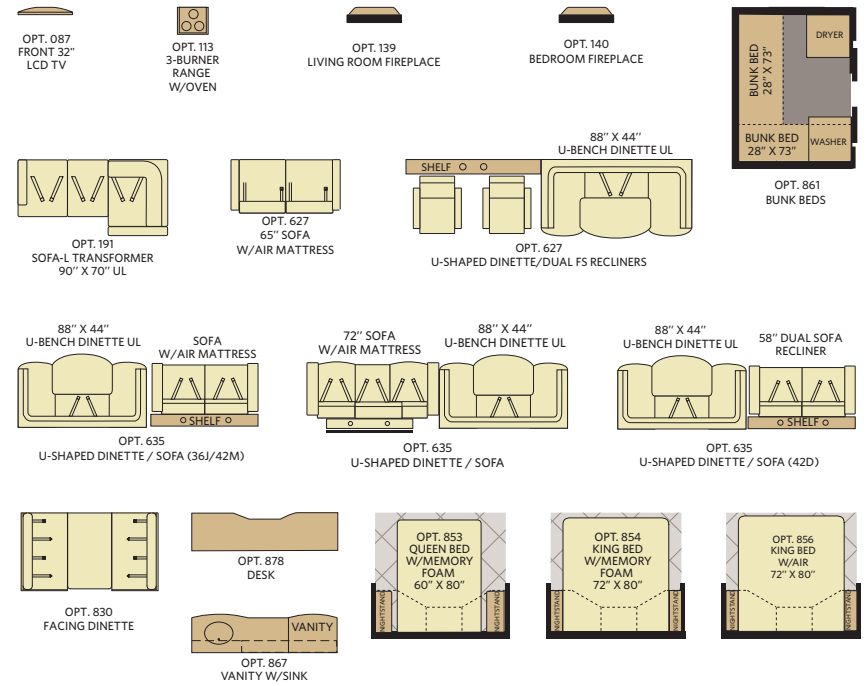 OPT. 087
FRONT 32"
LCD TV
OPT. 113
3-BURNER
RANGE
W/OVEN
OPT. 139
LIVING ROOM FIREPLACE
OPT. 140
BEDROOM FIREPLACE
DRYER
BUNK BED
28" X 73"
BUNK BED
28" X 73"
WASHER
OPT. 861
BUNK BEDS
OPT. 191
SOFA-L TRANSFORMER
90" X 70" UL
OPT. 627
65" SOFA
W/AIR MATTRESS
88" X 44"
U-BENCH DINETTE UL
SHELF
OPT. 627
U-SHAPED DINETTE/DUAL FS RECLINERS
88" X 44"
U-BENCH DINETTE UL
SOFA
W/AIR MATTRESS
SHELF
OPT. 635
U-SHAPED DINETTE / SOFA (36J/42M)
72" SOFA
W/AIR MATTRESS
88" X 44"
U-BENCH DINETTE UL
OPT. 635
U-SHAPED DINETTE / SOFA
88" X 44"
U-BENCH DINETTE UL
58" DUAL SOFA
RECLINER
SHELF
OPT. 635
U-SHAPED DINETTE / SOFA (42D)
OPT. 830
FACING DINETTE
OPT. 878
DESK
VANITY
OPT. 867
VANITY W/SINK
OPT. 853
QUEEN BED
W/MEMORY
FOAM
60" X 80"
NIGHTSTAND
NIGHTSTAND
OPT. 854
KING BED
W/MEMORY
FOAM
72" X 80"
NIGHTSTAND
NIGHTSTAND
OPT. 856
KING BED
W/AIR
72" X 80"
NIGHTSTAND
NIGHTSTAND